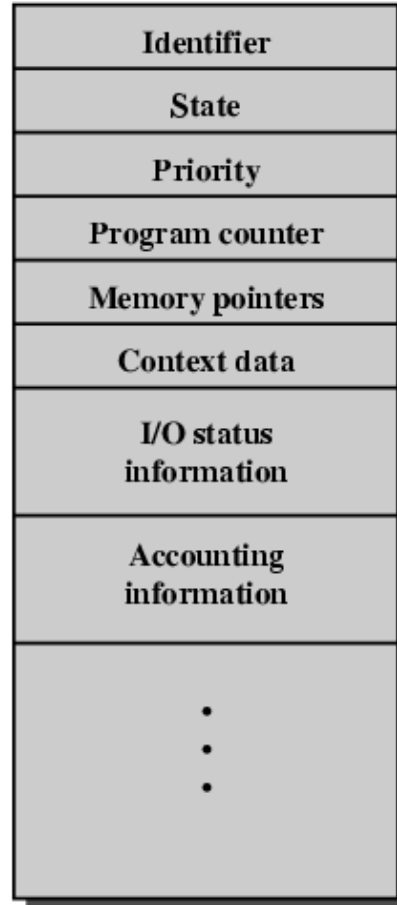 Identifier
State
Priority
Program counter
Memory pointers
Context data
I/O status
information
Accounting
information